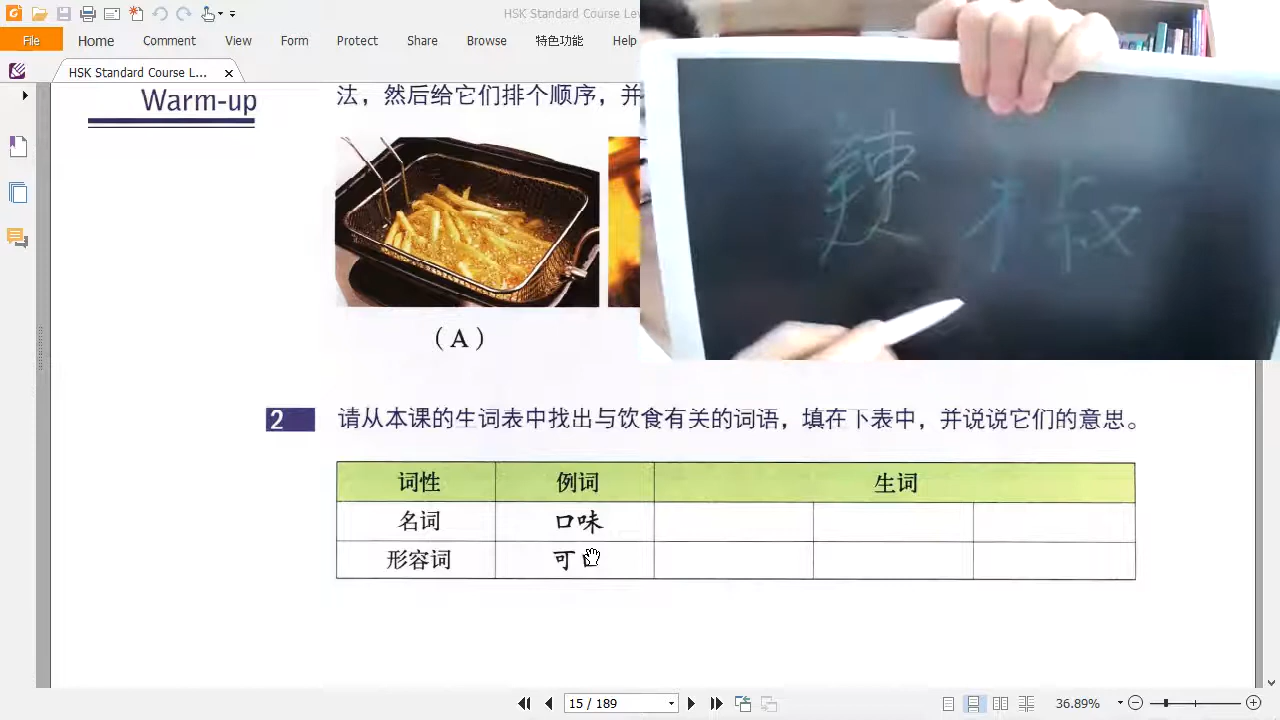 HSK Standard Course Le
File Home Comment View Form Protect Share Browse 特色功能 Help
HSK Standard Course L...
Warm-up
法，然后给它们排个顺序，并
辣椒
(A)
2 请从本课的生词表中找出与饮食有关的词语，填在下表中，并说说它们的意思。
词性 例词 生词
名词 口味
形容词 可
15 / 189
36.89%